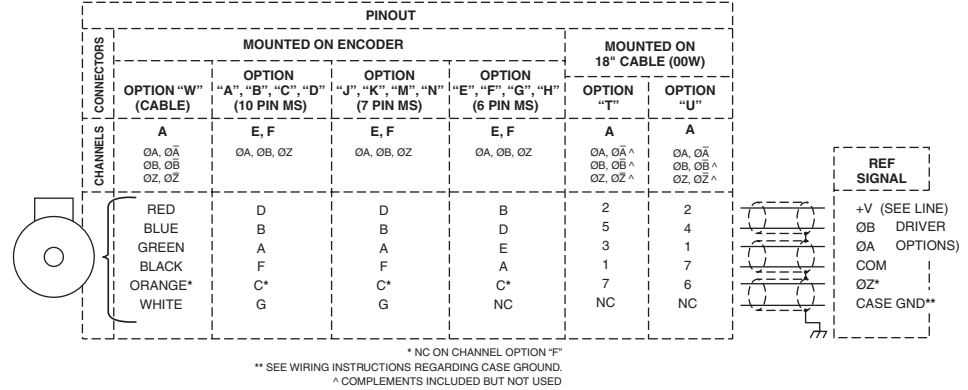 PINOUT
CONNECTORS
MOUNTED ON ENCODER
MOUNTED ON
18" CABLE (00W)
OPTION “W”
(CABLE)
OPTION
“A”, “B”, “C”, “D”
(10 PIN MS)
OPTION
“J”, “K”, “M”, “N”
(7 PIN MS)
OPTION
“E”, “F”, “G”, “H”
(6 PIN MS)
OPTION
“T”
OPTION
“U”
CHANNELS
A E, F E, F E, F A A
ØA, ØA̅ ØA, ØB, ØZ ØA, ØB, ØZ ØA, ØB, ØZ ØA, ØA̅ ^ ØA, ØA̅
ØB, ØB̅ ØB, ØB̅ ^ ØB, ØB̅ ^
ØZ, ØZ̅ ØZ, ØZ̅ ^ ØZ, ØZ̅ ^
REF
SIGNAL
RED D D B 2 2 +V (SEE LINE)
BLUE B B D 5 4 ØB DRIVER
GREEN A A E 3 1 ØA OPTIONS)
BLACK F F A 1 7 COM
ORANGE* C* C* C* 7 6 ØZ*
WHITE G G NC NC NC CASE GND**
* NC ON CHANNEL OPTION “F”
** SEE WIRING INSTRUCTIONS REGARDING CASE GROUND.
^ COMPLEMENTS INCLUDED BUT NOT USED